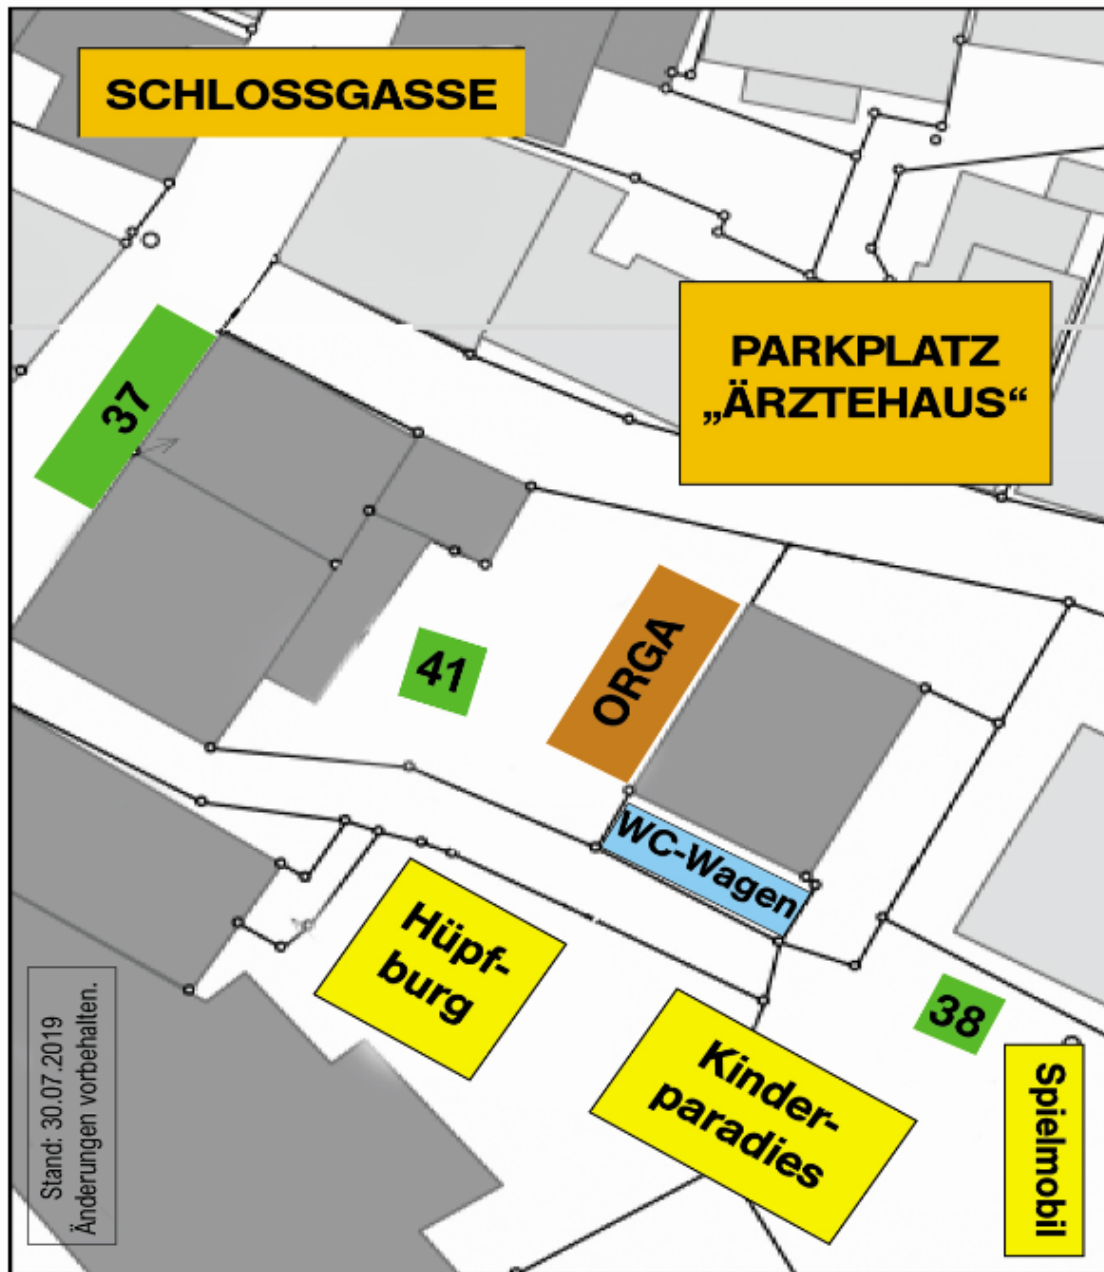 SCHLOSSGASSE
PARKPLATZ
„ÄRZTEHAUS“
37
41
ORGA
WC-Wagen
Hüpf-
burg
38
Kinder-
paradies
Spielmobil
Stand: 30.07.2019
Änderungen vorbehalten.